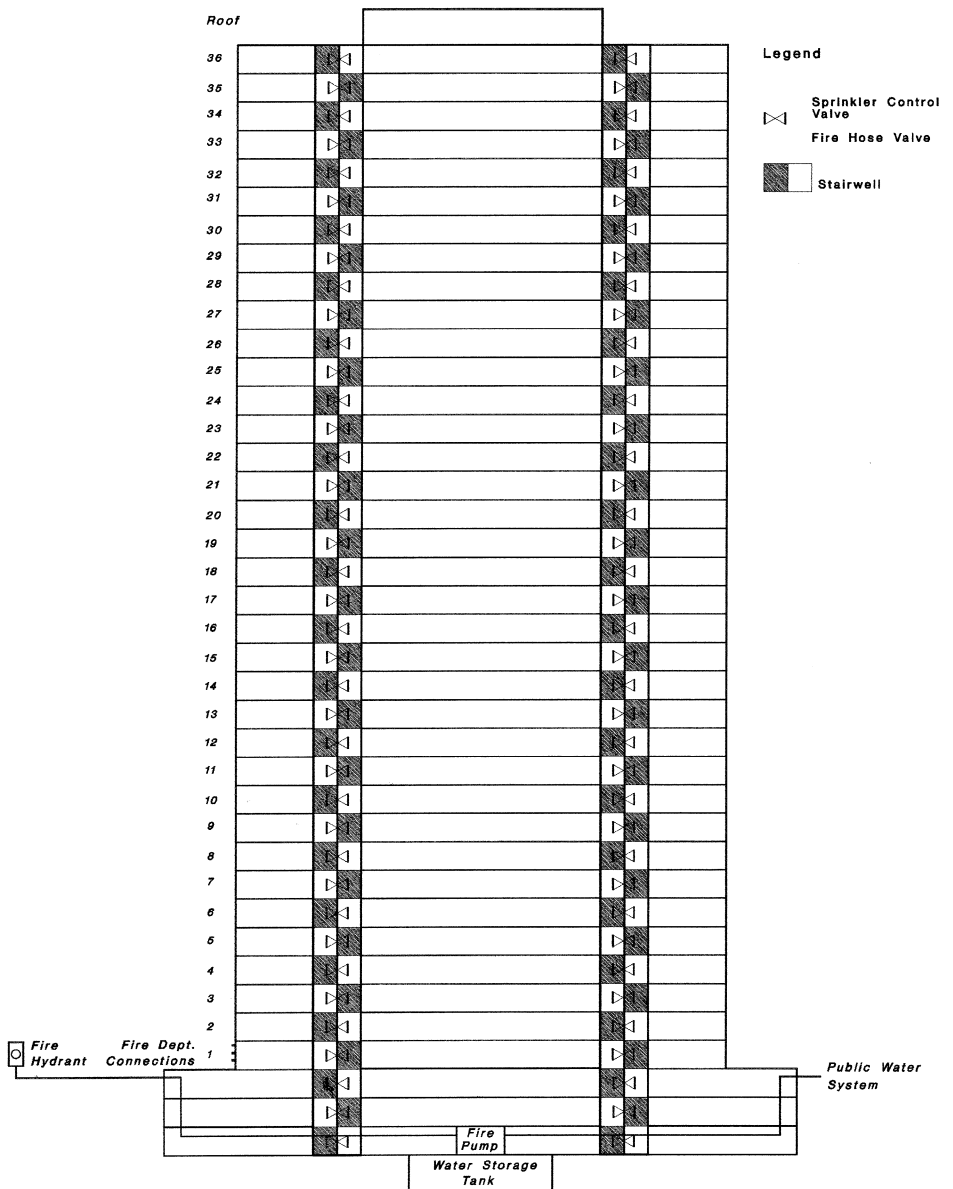 Roof
36
35
34
33
32
31
30
29
28
27
26
25
24
23
22
21
20
19
18
17
16
15
14
13
12
11
10
9
8
7
6
5
4
3
2
1
Legend
Sprinkler Control
Valve
Fire Hose Valve
Stairwell
Fire
Hydrant
Fire Dept.
Connections
Public Water
System
Fire
Pump
Water Storage
Tank